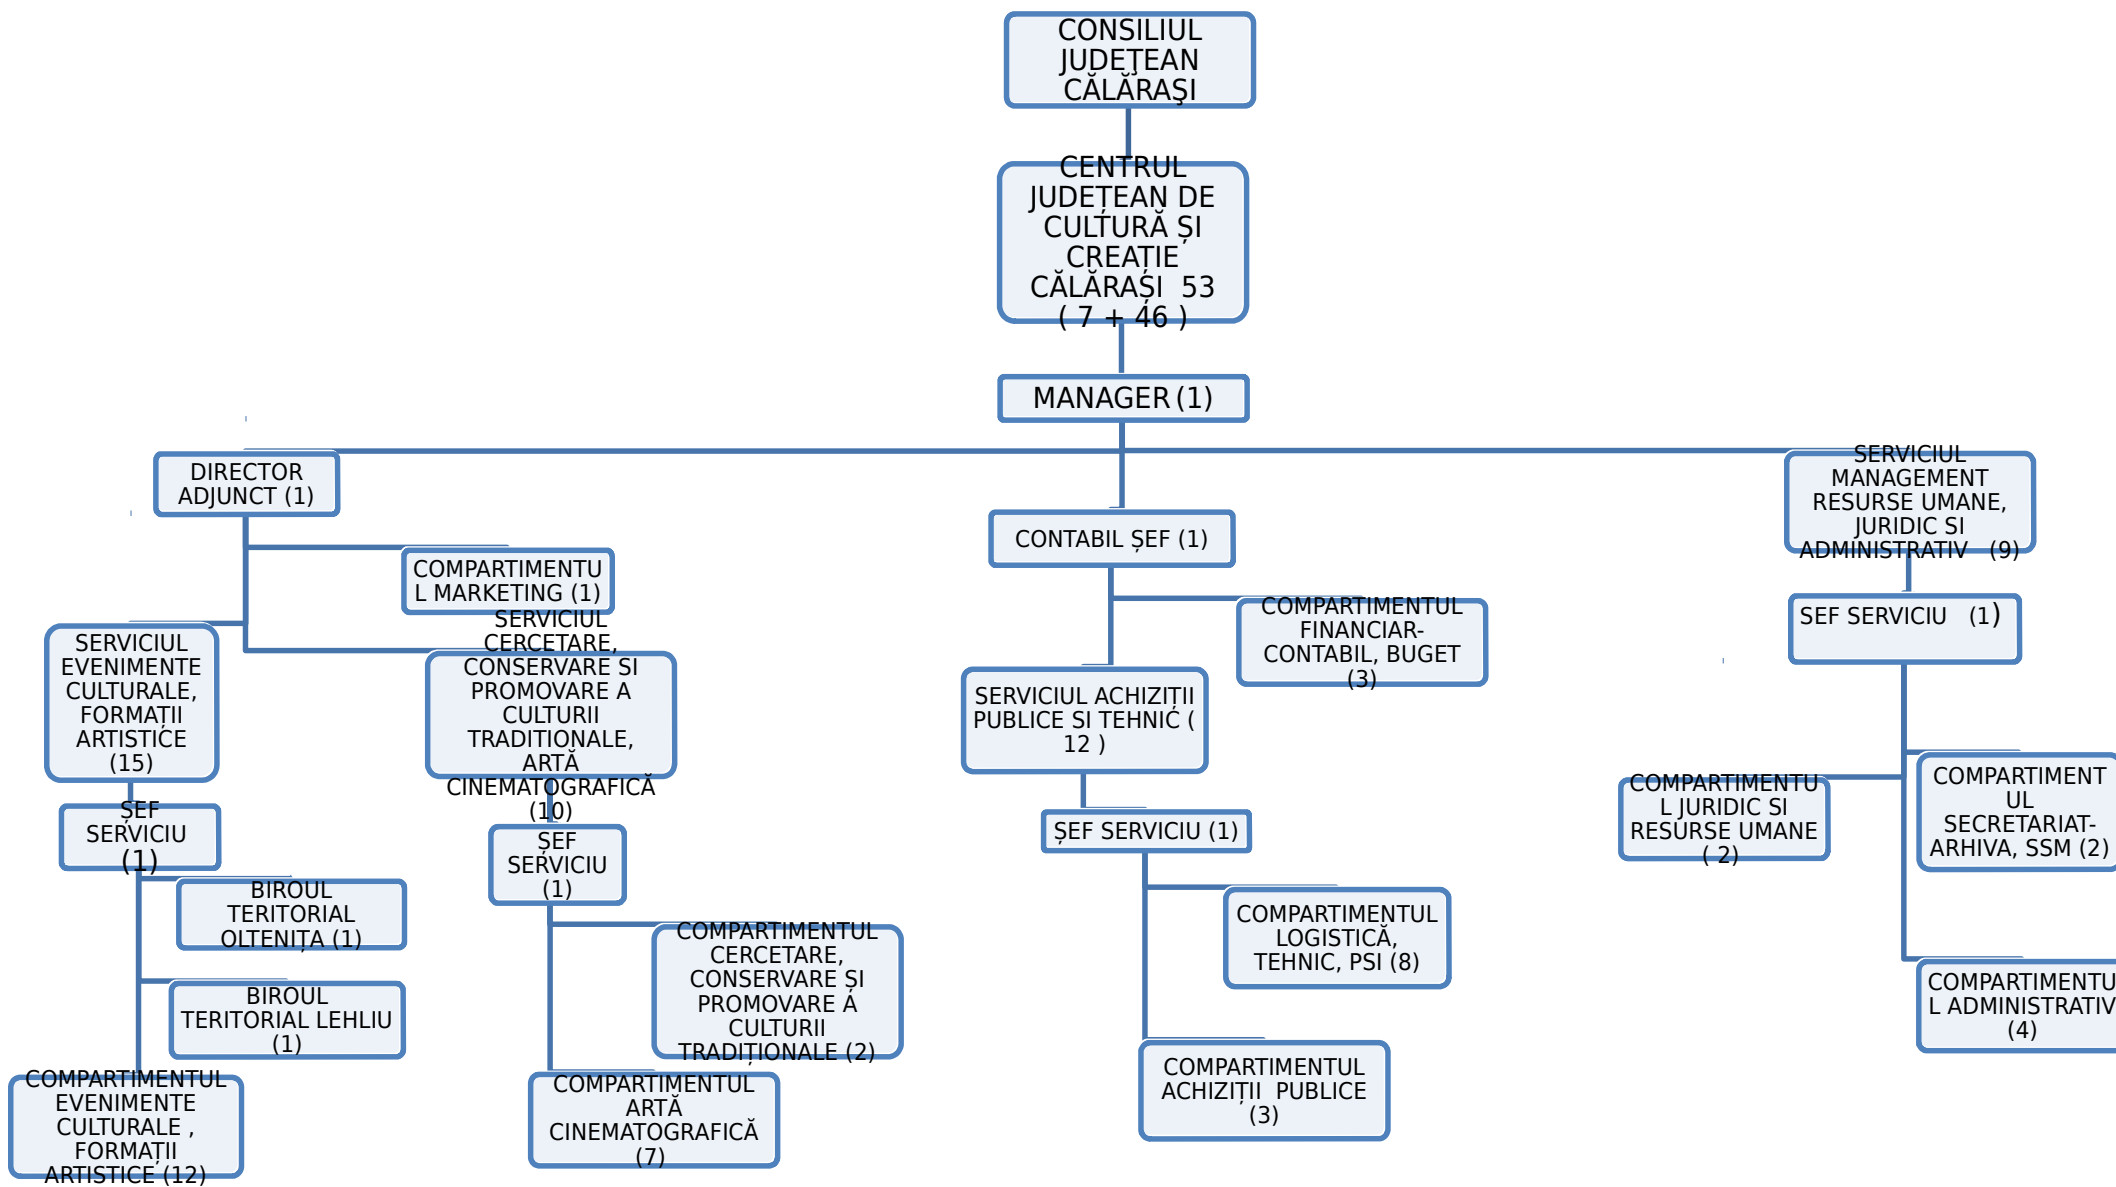 CONSILIUL
JUDEŢEAN
CĂLĂRAŞI
CENTRUL
JUDEȚEAN DE
CULTURĂ ȘI
CREAȚIE
CĂLĂRAȘI  53
( 7 + 46 )
MANAGER (1)
DIRECTOR
ADJUNCT (1)
COMPARTIMENTU
L MARKETING (1)
SERVICIUL
EVENIMENTE
CULTURALE,
FORMAȚII
ARTISTICE
(15)
ȘEF
SERVICIU
(1)
BIROUL
TERITORIAL
OLTENIȚA (1)
BIROUL
TERITORIAL LEHLIU
(1)
COMPARTIMENTUL
EVENIMENTE
CULTURALE ,
FORMAȚII
ARTISTICE (12)
SERVICIUL
CERCETARE,
CONSERVARE SI
PROMOVARE A
CULTURII
TRADITIONALE,
ARTĂ
CINEMATOGRAFICĂ
(10)
ȘEF
SERVICIU
(1)
COMPARTIMENTUL
CERCETARE,
CONSERVARE ȘI
PROMOVARE A
CULTURII
TRADIȚIONALE (2)
COMPARTIMENTUL
ARTĂ
CINEMATOGRAFICĂ
(7)
CONTABIL ȘEF (1)
COMPARTIMENTUL
FINANCIAR-
CONTABIL, BUGET
(3)
SERVICIUL ACHIZIȚII
PUBLICE SI TEHNIC (
12 )
ȘEF SERVICIU (1)
COMPARTIMENTUL
LOGISTICĂ,
TEHNIC, PSI (8)
COMPARTIMENTUL
ACHIZIȚII  PUBLICE
(3)
SERVICIUL
MANAGEMENT
RESURSE UMANE,
JURIDIC SI
ADMINISTRATIV   (9)
SEF SERVICIU   (1)
COMPARTIMENTU
L JURIDIC SI
RESURSE UMANE
( 2)
COMPARTIMENT
UL
SECRETARIAT-
ARHIVA, SSM (2)
COMPARTIMENTU
L ADMINISTRATIV
(4)